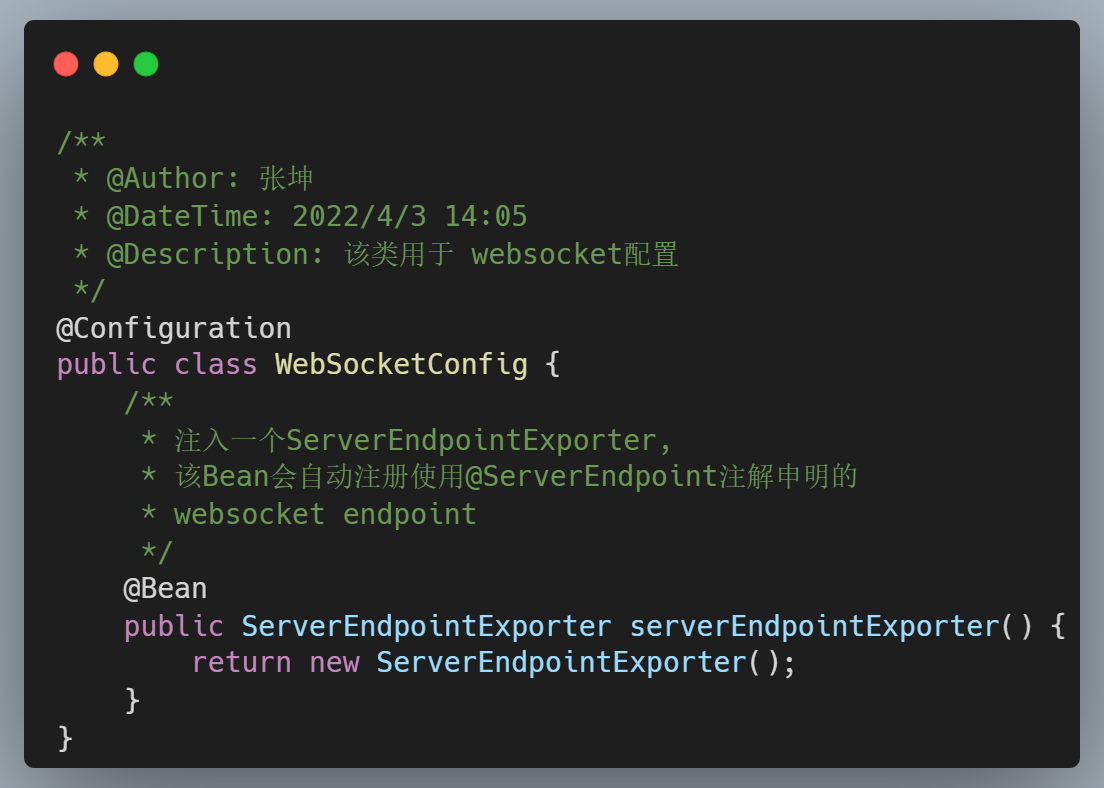 /**
 * @Author: 张坤
 * @DateTime: 2022/4/3 14:05
 * @Description: 该类用于 websocket配置
 */
@Configuration
public class WebSocketConfig {
    /**
     * 注入一个ServerEndpointExporter,
     * 该Bean会自动注册使用@ServerEndpoint注解申明的
     * websocket endpoint
     */
    @Bean
    public ServerEndpointExporter serverEndpointExporter() {
        return new ServerEndpointExporter();
    }
}